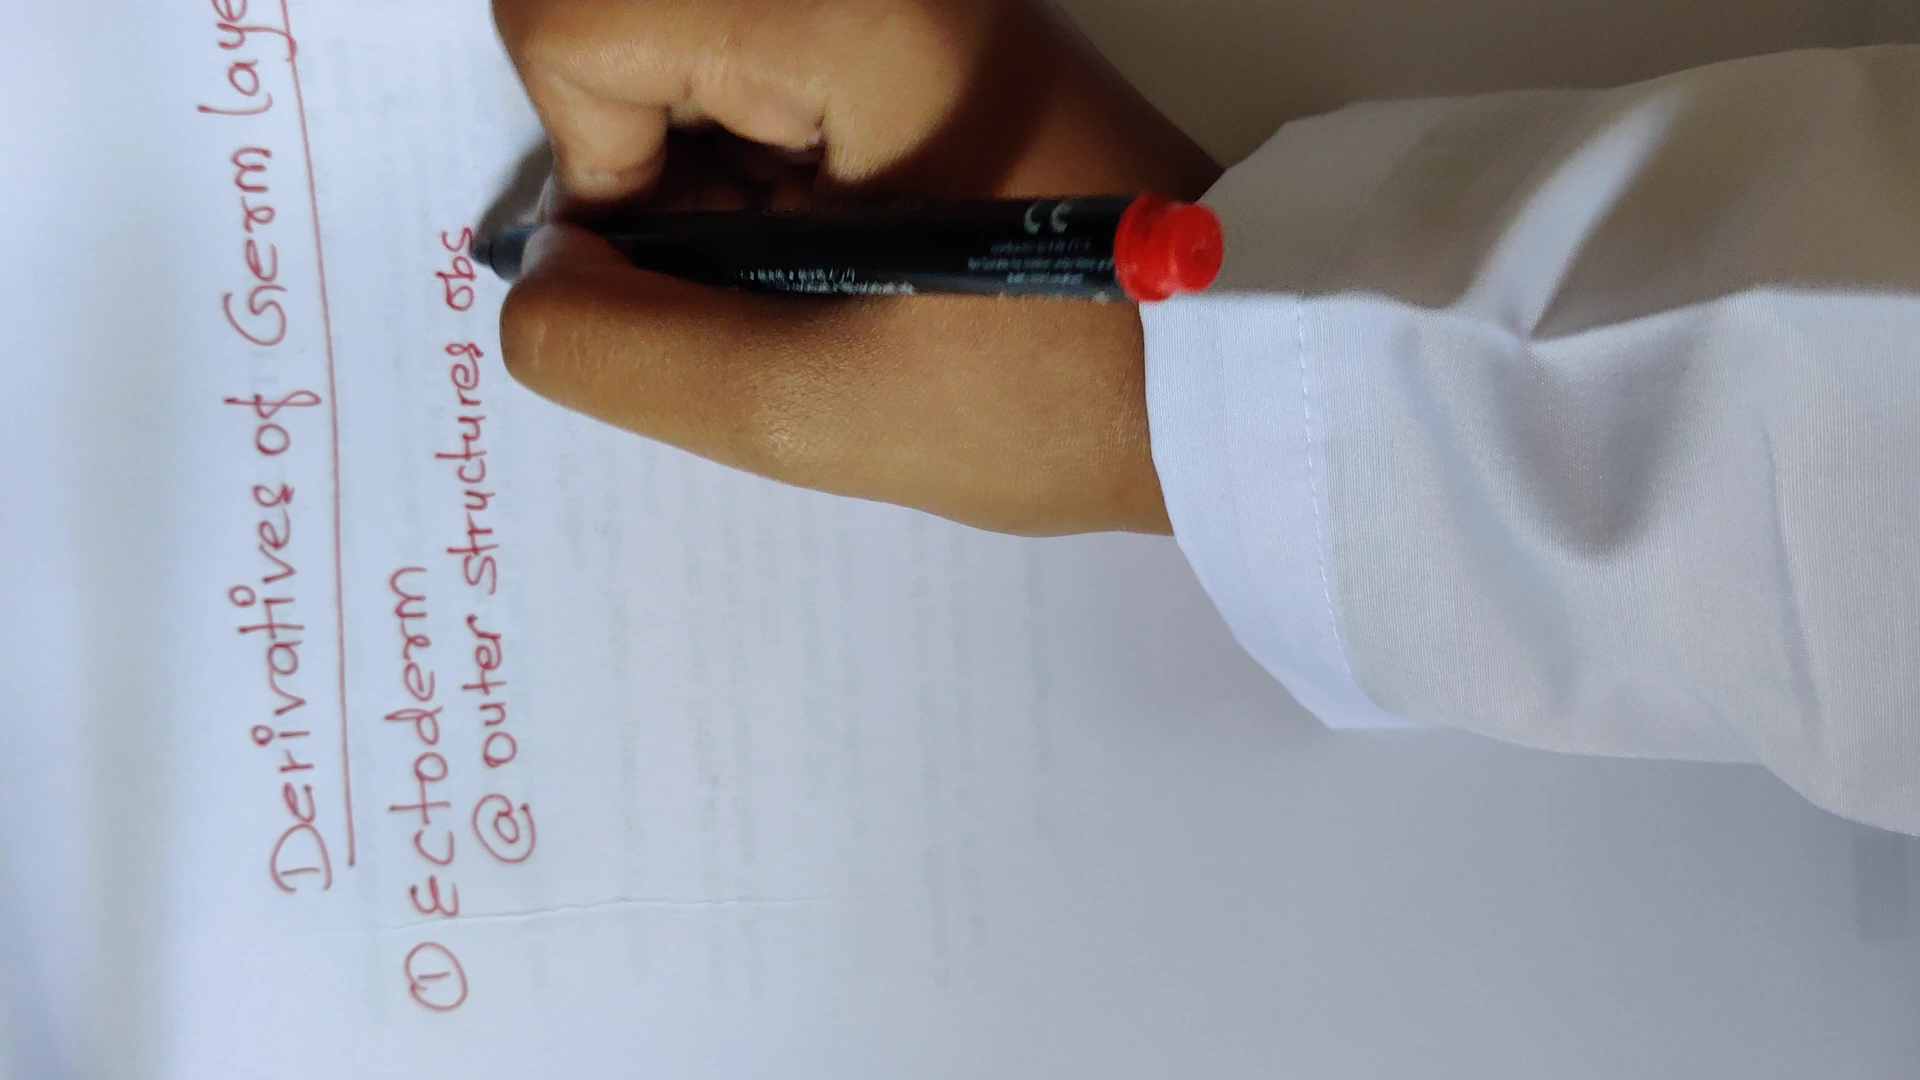 Derivatives of Germ Laye
① Ectoderm
@ outer structures obs